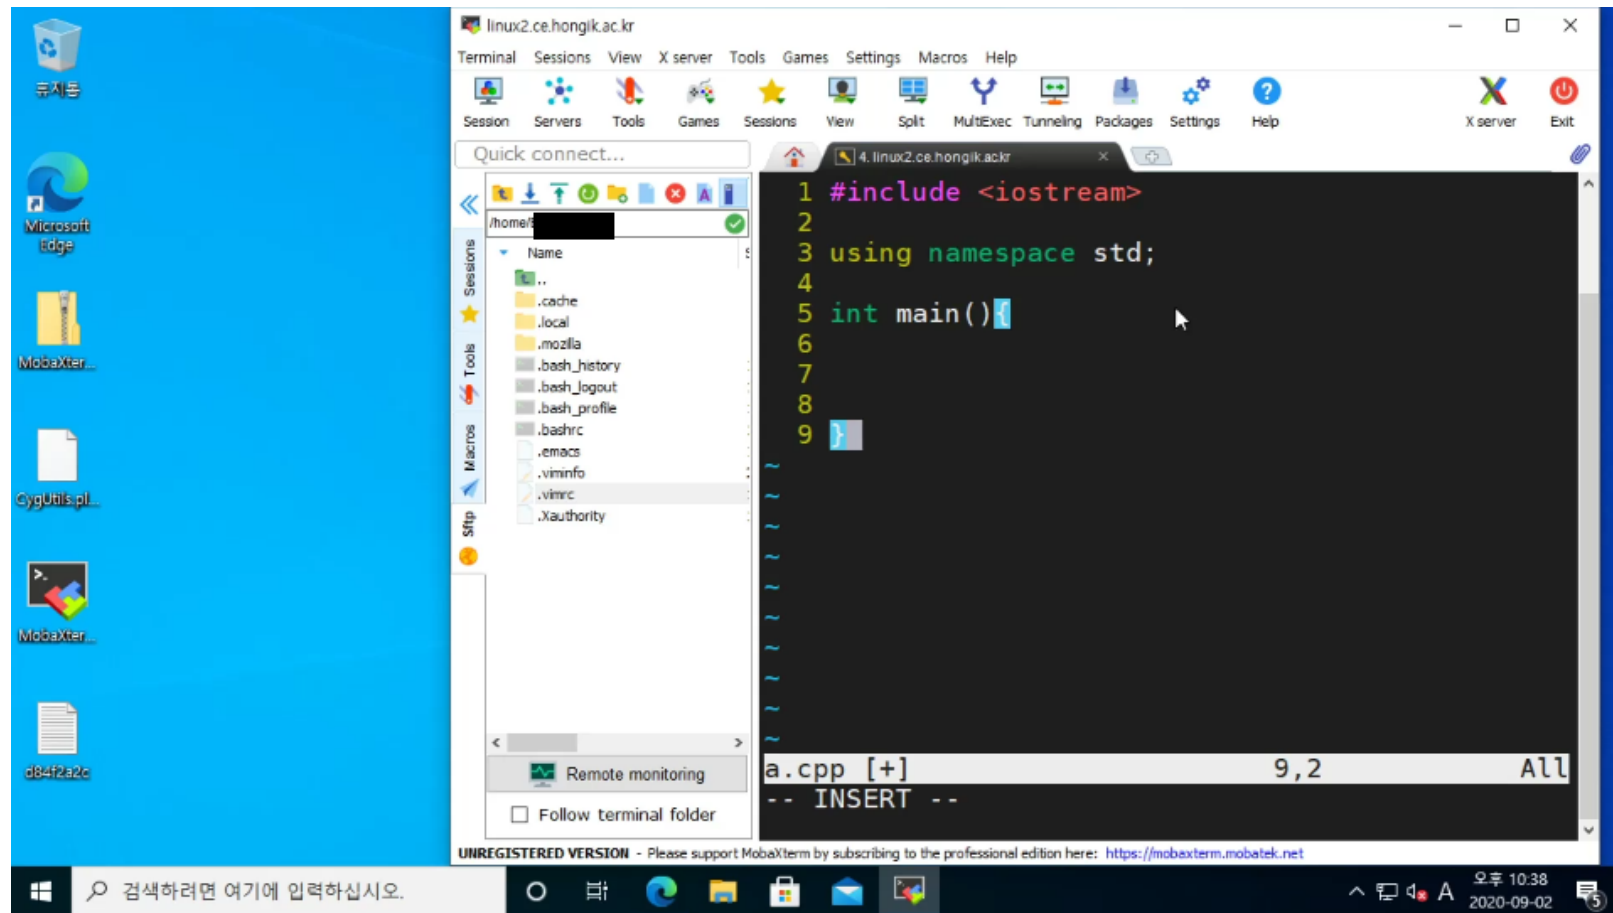 휴지통
Microsoft
Edge
MobaXter...
CygUtils.pl...
MobaXter...
d84f2a2c
linux2.ce.hongik.ac.kr
Terminal Sessions View X server Tools Games Settings Macros Help
Session Servers Tools Games Sessions View Split MultiExec Tunneling Packages Settings Help X server Exit
Quick connect...
4. linux2.ce.hongik.ac.kr
/home/
Name
..
.cache
.local
.mozilla
.bash_history
.bash_logout
.bash_profile
.bashrc
.emacs
.viminfo
.vimrc
.Xauthority
Sessions
Tools
Macros
Sftp
Remote monitoring
Follow terminal folder
1 #include <iostream>
2
3 using namespace std;
4
5 int main(){
6
7
8
9 }
~
~
~
~
~
~
~
~
~
~
a.cpp [+] 9,2 All
-- INSERT --
UNREGISTERED VERSION - Please support MobaXterm by subscribing to the professional edition here: https://mobaxterm.mobatek.net
검색하려면 여기에 입력하십시오.
A
오후 10:38
2020-09-02
5